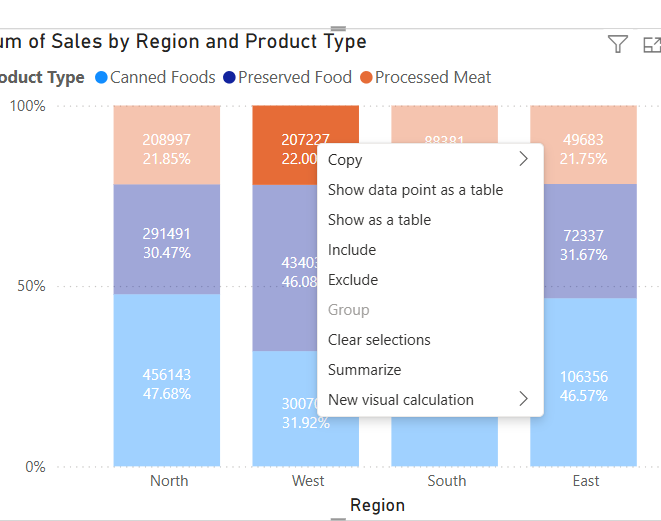 um of Sales by Region and Product Type
oduct Type Canned Foods Preserved Food Processed Meat
100%
208997
21.85%
207227
22.00
88381
49683
21.75%
Copy
Show data point as a table
Show as a table
Include
Exclude
Group
Clear selections
Summarize
New visual calculation
291491
30.47%
43403
46.08
72337
31.67%
50%
456143
47.68%
30070
31.92%
106356
46.57%
0%
North West South East
Region